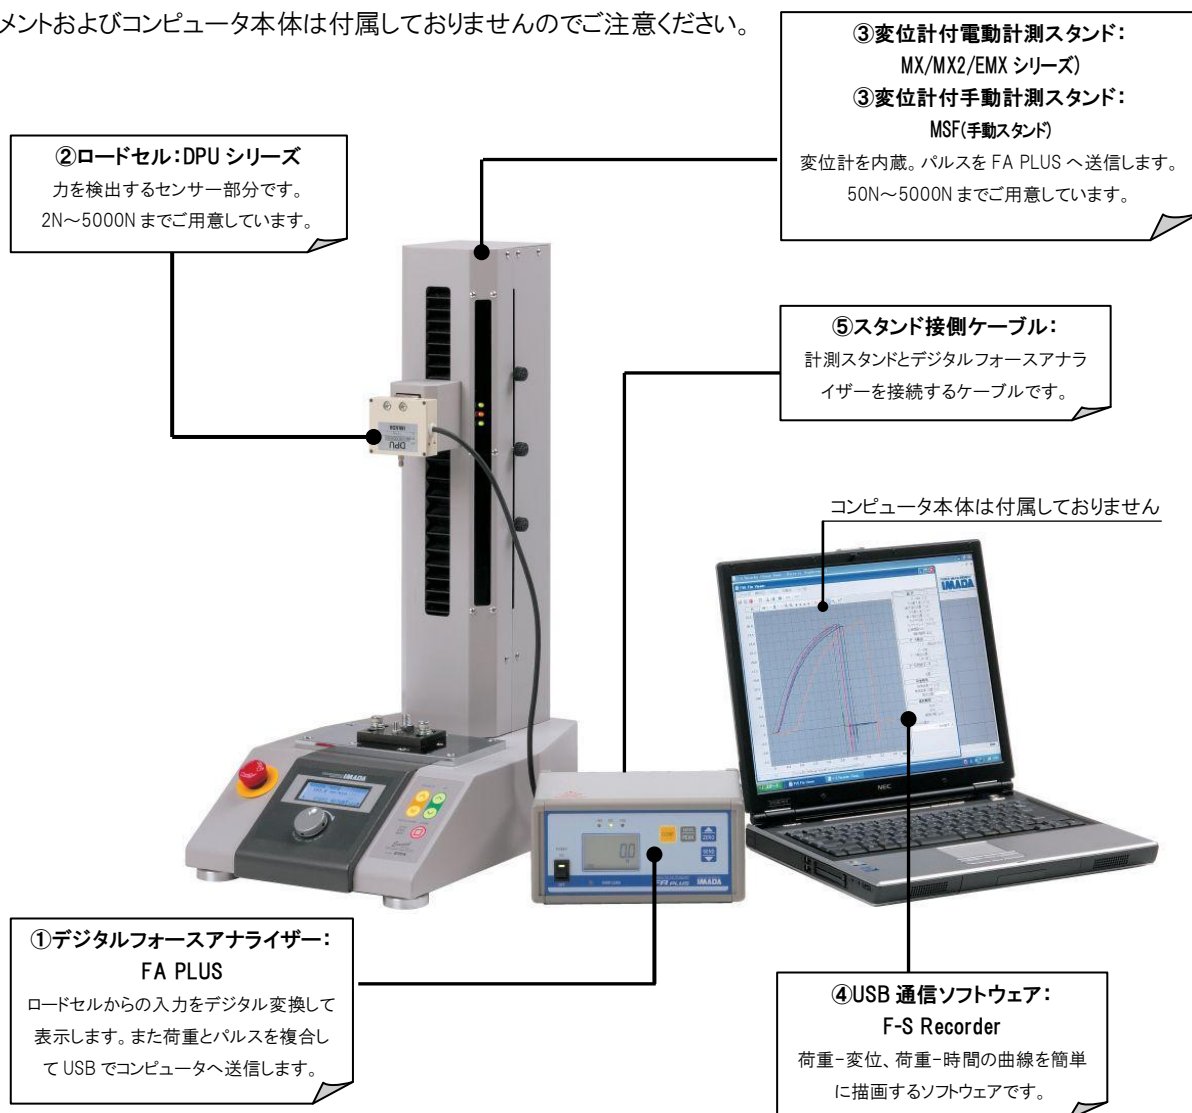 メントおよびコンピュータ本体は付属しておりませんのでご注意ください。
③変位計付電動計測スタンド：
MX/MX2/EMX シリーズ)
③変位計付手動計測スタンド：
MSF(手動スタンド)
変位計を内蔵。パルスを FA PLUS へ送信します。
50N～5000N までご用意しています。
②ロードセル：DPU シリーズ
力を検出するセンサー部分です。
2N～5000N までご用意しています。
⑤スタンド接側ケーブル：
計測スタンドとデジタルフォースアナラ
イザーを接続するケーブルです。
コンピュータ本体は付属しておりません
DPU
IMADA
IMADA
IMADA
NEC
0.0
ZERO
SEND
FA PLUS IMADA
①デジタルフォースアナライザー：
FA PLUS
ロードセルからの入力をデジタル変換して
表示します。また荷重とパルスを複合し
て USB でコンピュータへ送信します。
④USB 通信ソフトウェア：
F-S Recorder
荷重-変位、荷重-時間の曲線を簡単
に描画するソフトウェアです。